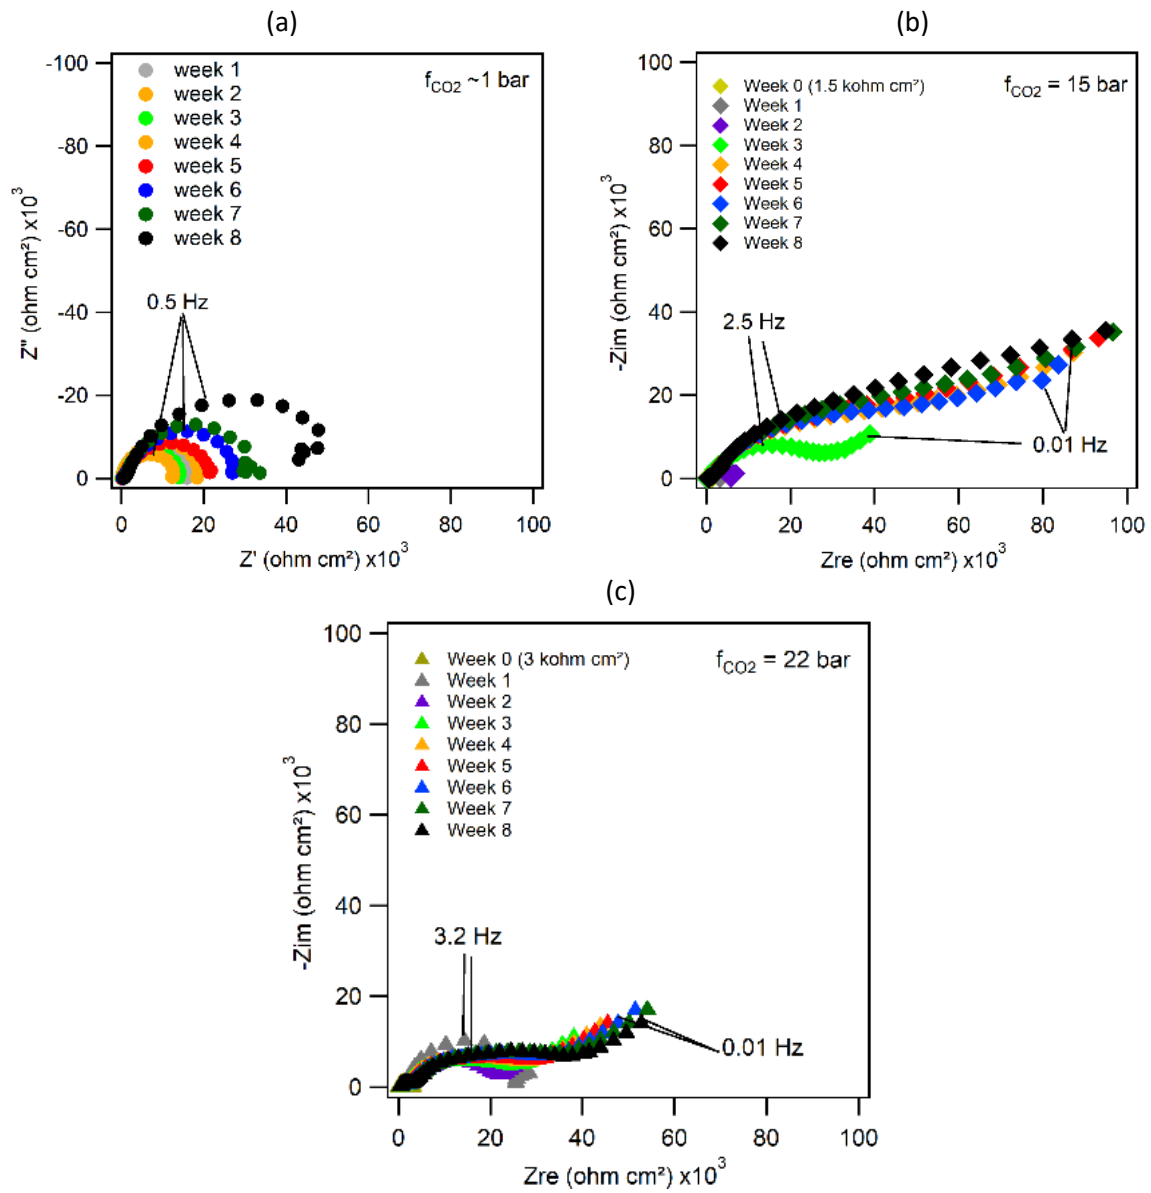 (a)
-100
-80
-60
-40
-20
0
Z'' (ohm cm²) x10³
week 1
week 2
week 3
week 4
week 5
week 6
week 7
week 8
fCO2 ~1 bar
0.5 Hz
0 20 40 60 80 100
Z' (ohm cm²) x10³
(b)
100
80
60
40
20
0
-Zim (ohm cm²) x10³
Week 0 (1.5 kohm cm²)
Week 1
Week 2
Week 3
Week 4
Week 5
Week 6
Week 7
Week 8
fCO2 = 15 bar
2.5 Hz
0.01 Hz
0 20 40 60 80 100
Zre (ohm cm²) x10³
(c)
100
80
60
40
20
0
-Zim (ohm cm²) x10³
Week 0 (3 kohm cm²)
Week 1
Week 2
Week 3
Week 4
Week 5
Week 6
Week 7
Week 8
fCO2 = 22 bar
3.2 Hz
0.01 Hz
0 20 40 60 80 100
Zre (ohm cm²) x10³